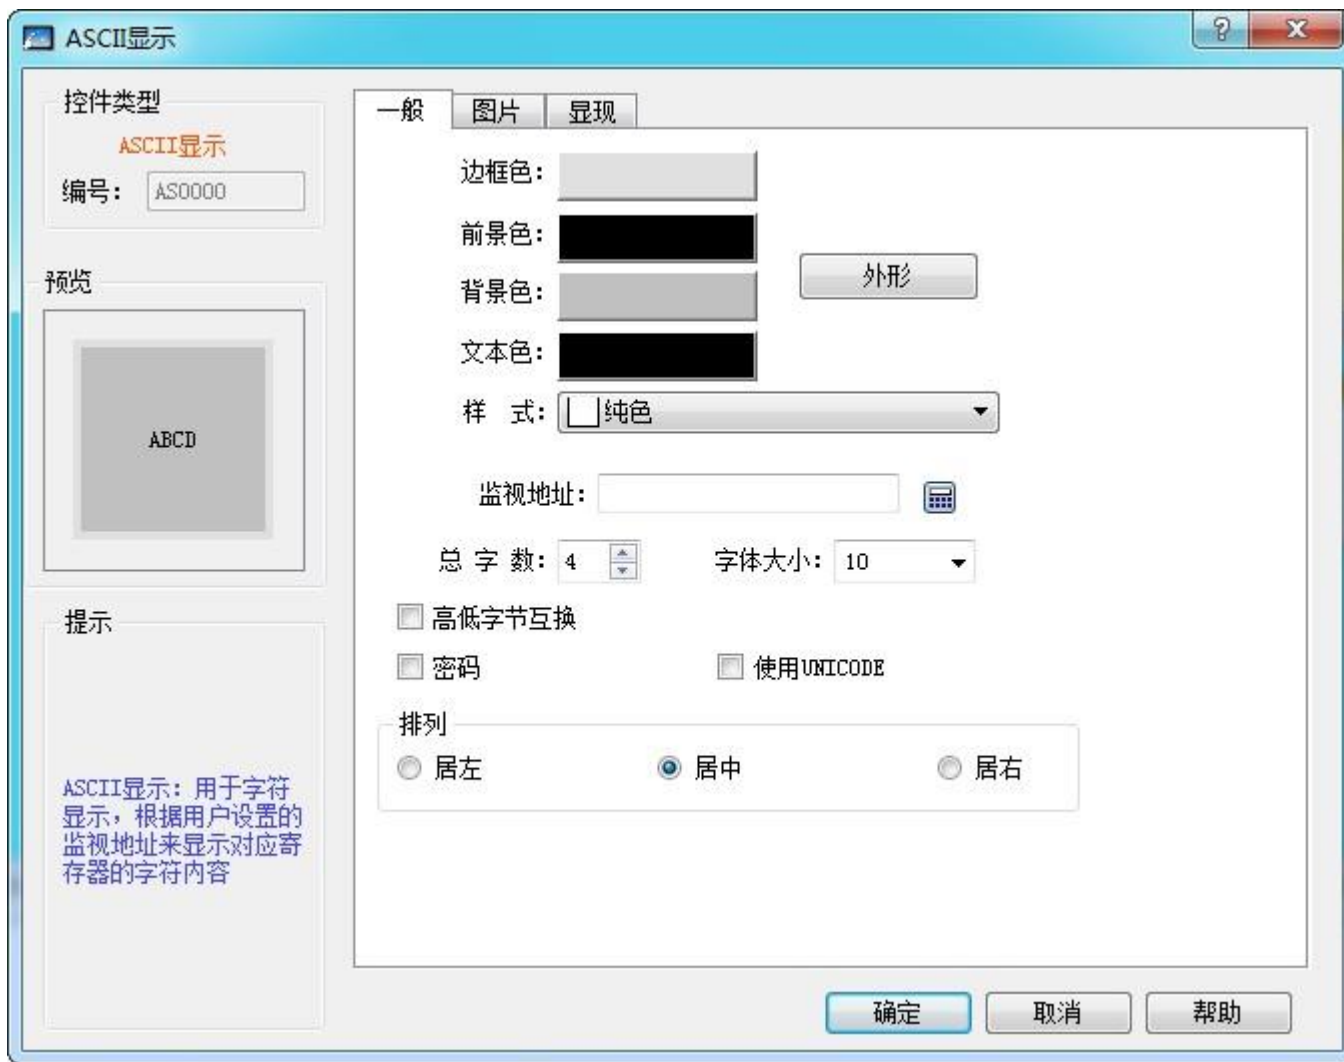 ASCII显示
控件类型
ASCII显示
编号： AS0000
预览
ABCD
提示
ASCII显示：用于字符
显示，根据用户设置的
监视地址来显示对应寄
存器的字符内容
一般 图片 显现
边框色：
前景色：
外形
背景色：
文本色：
样 式： 纯色
监视地址：
总 字 数： 4 字体大小： 10
高低字节互换
密码 使用UNICODE
排列
居左 居中 居右
确定 取消 帮助